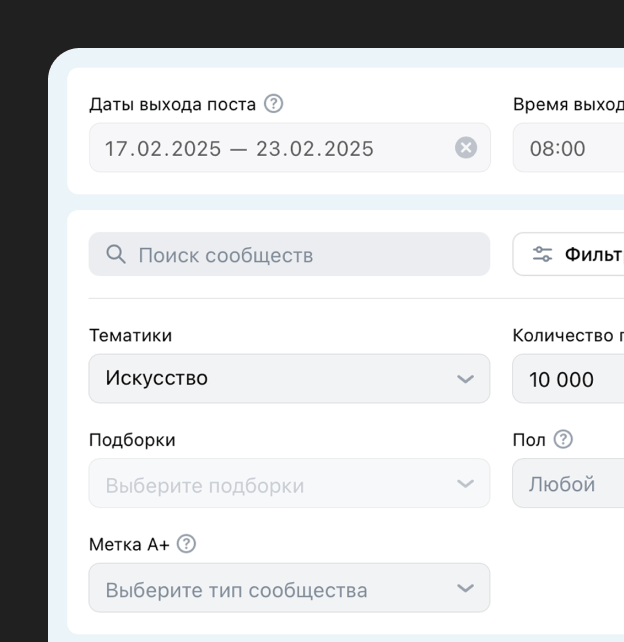 Даты выхода поста
Время выход
17.02.2025 — 23.02.2025
08:00
Поиск сообществ
Фильт
Тематики
Количество
Искусство
10 000
Подборки
Пол
Выберите подборки
Любой
Метка А+
Выберите тип сообщества